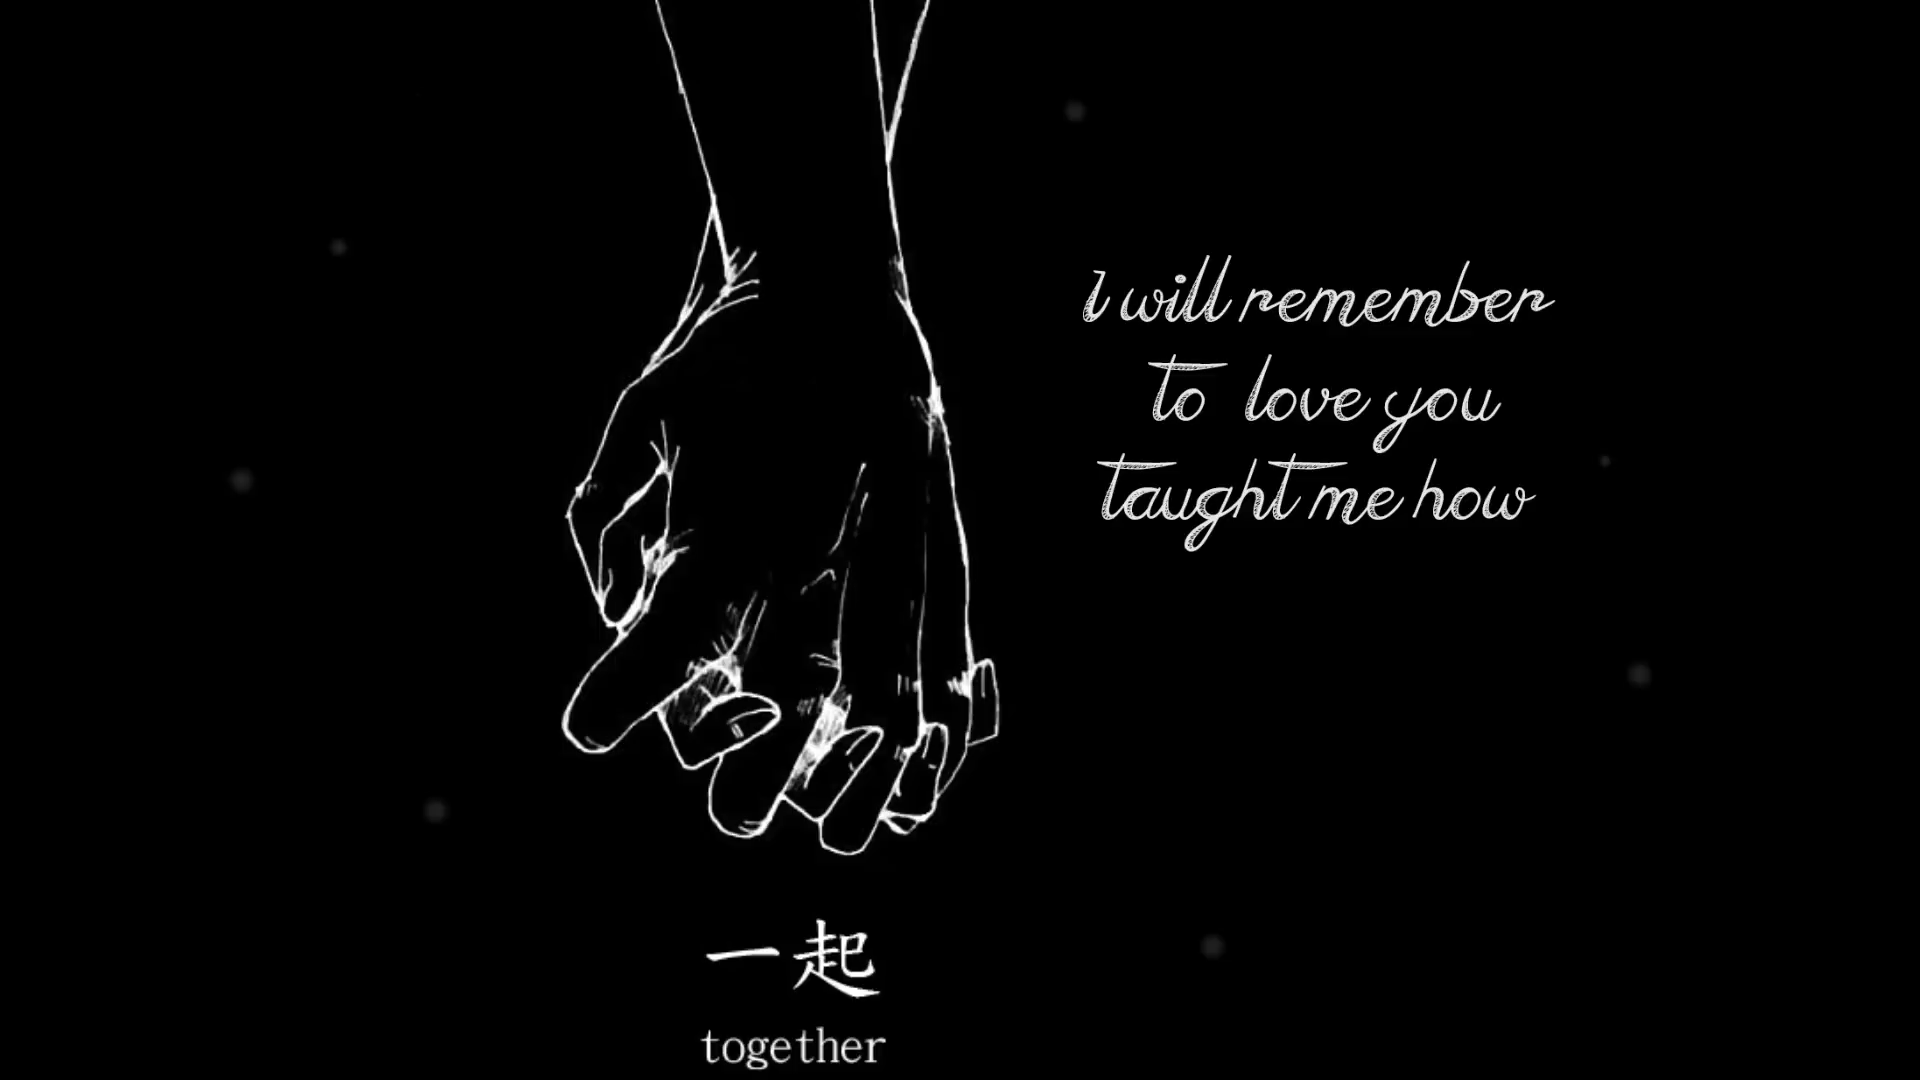 I will remember
to love you
taught me how
一起
together